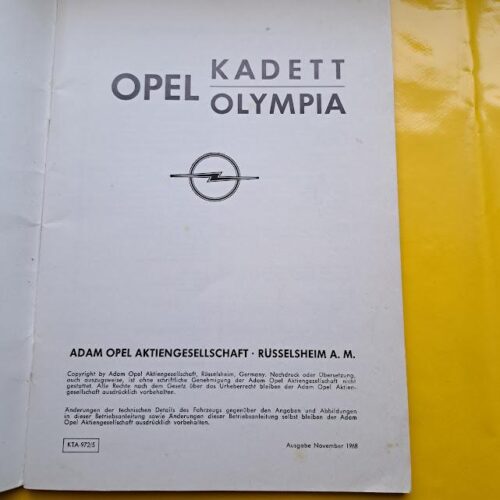 OPEL KADETT
OLYMPIA
ADAM OPEL AKTIENGESELLSCHAFT · RÜSSELSHEIM A. M.
Copyright by Adam Opel Aktiengesellschaft, Rüsselsheim, Germany. Nachdruck oder Übersetzung,
auch auszugsweise, ist ohne schriftliche Genehmigung der Adam Opel Aktiengesellschaft nicht
gestattet. Alle Rechte nach dem Gesetz über das Urheberrecht bleiben der Adam Opel Aktien-
gesellschaft ausdrücklich vorbehalten.
Änderungen der technischen Details des Fahrzeugs gegenüber den Angaben und Abbildungen
in dieser Betriebsanleitung sowie Änderungen dieser Betriebsanleitung selbst bleiben der Adam
Opel Aktiengesellschaft ausdrücklich vorbehalten.
KTA-972/5
Ausgabe November 1968